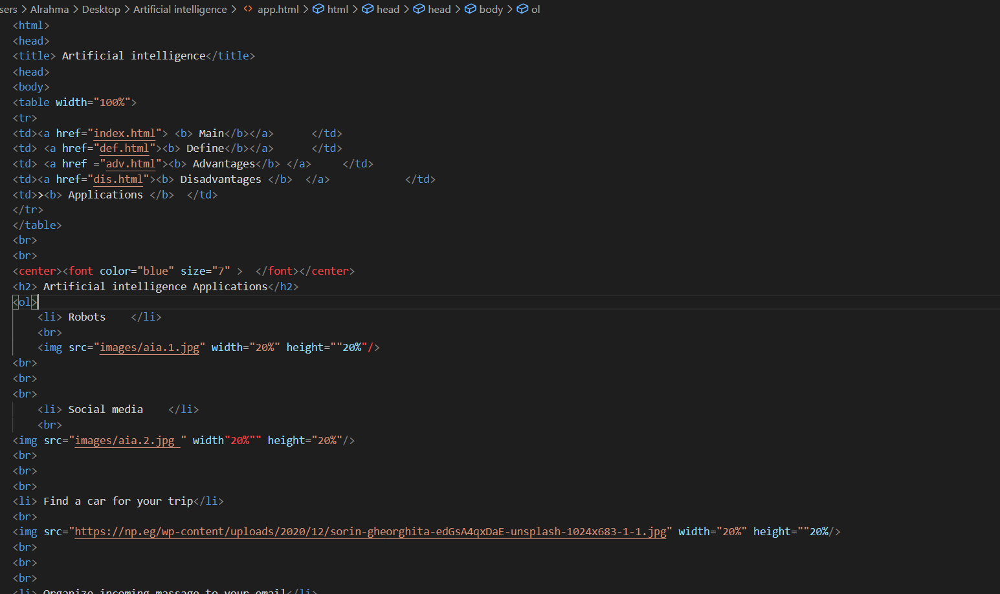 sers > Alrahma > Desktop > Artificial intelligence > <> app.html > html > head > head > body > ol
<html>
<head>
<title> Artificial intelligence</title>
<head>
<body>
<table width="100%">
<tr>
<td><a href="index.html"> <b> Main</b></a>      </td>
<td> <a href="def.html"><b> Define</b></a>      </td>
<td> <a href ="adv.html"><b> Advantages</b> </a>     </td>
<td><a href="dis.html"><b> Disadvantages </b>  </a>            </td>
<td>><b> Applications </b>  </td>
</tr>
</table>
<br>
<br>
<center><font color="blue" size="7" >  </font></center>
<h2> Artificial intelligence Applications</h2>
<ol>
    <li> Robots    </li>
    <br>
    <img src="images/aia.1.jpg" width="20%" height=""20%"/>
<br>
<br>
<br>
    <li> Social media    </li>
    <br>
<img src="images/aia.2.jpg " width"20%"" height="20%"/>
<br>
<br>
<br>
<li> Find a car for your trip</li>
<br>
<img src="https://np.eg/wp-content/uploads/2020/12/sorin-gheorghita-edGsA4qxDaE-unsplash-1024x683-1-1.jpg" width="20%" height=""20%/>
<br>
<br>
<br>
<li> Organize incoming massage to your email</li>